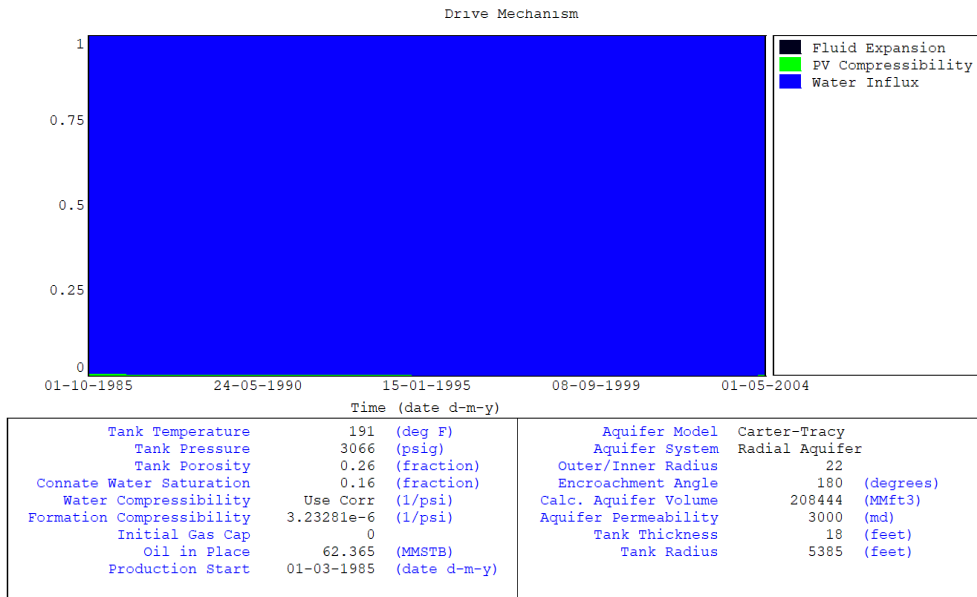 Drive Mechanism
1
0.75
0.5
0.25
0
Fluid Expansion
PV Compressibility
Water Influx
01-10-1985 24-05-1990 15-01-1995 08-09-1999 01-05-2004
Time (date d-m-y)
Tank Temperature 191 (deg F)
Tank Pressure 3066 (psig)
Tank Porosity 0.26 (fraction)
Connate Water Saturation 0.16 (fraction)
Water Compressibility Use Corr (1/psi)
Formation Compressibility 3.23281e-6 (1/psi)
Initial Gas Cap 0
Oil in Place 62.365 (MMSTB)
Production Start 01-03-1985 (date d-m-y)
Aquifer Model Carter-Tracy
Aquifer System Radial Aquifer
Outer/Inner Radius 22
Encroachment Angle 180 (degrees)
Calc. Aquifer Volume 208444 (MMft3)
Aquifer Permeability 3000 (md)
Tank Thickness 18 (feet)
Tank Radius 5385 (feet)